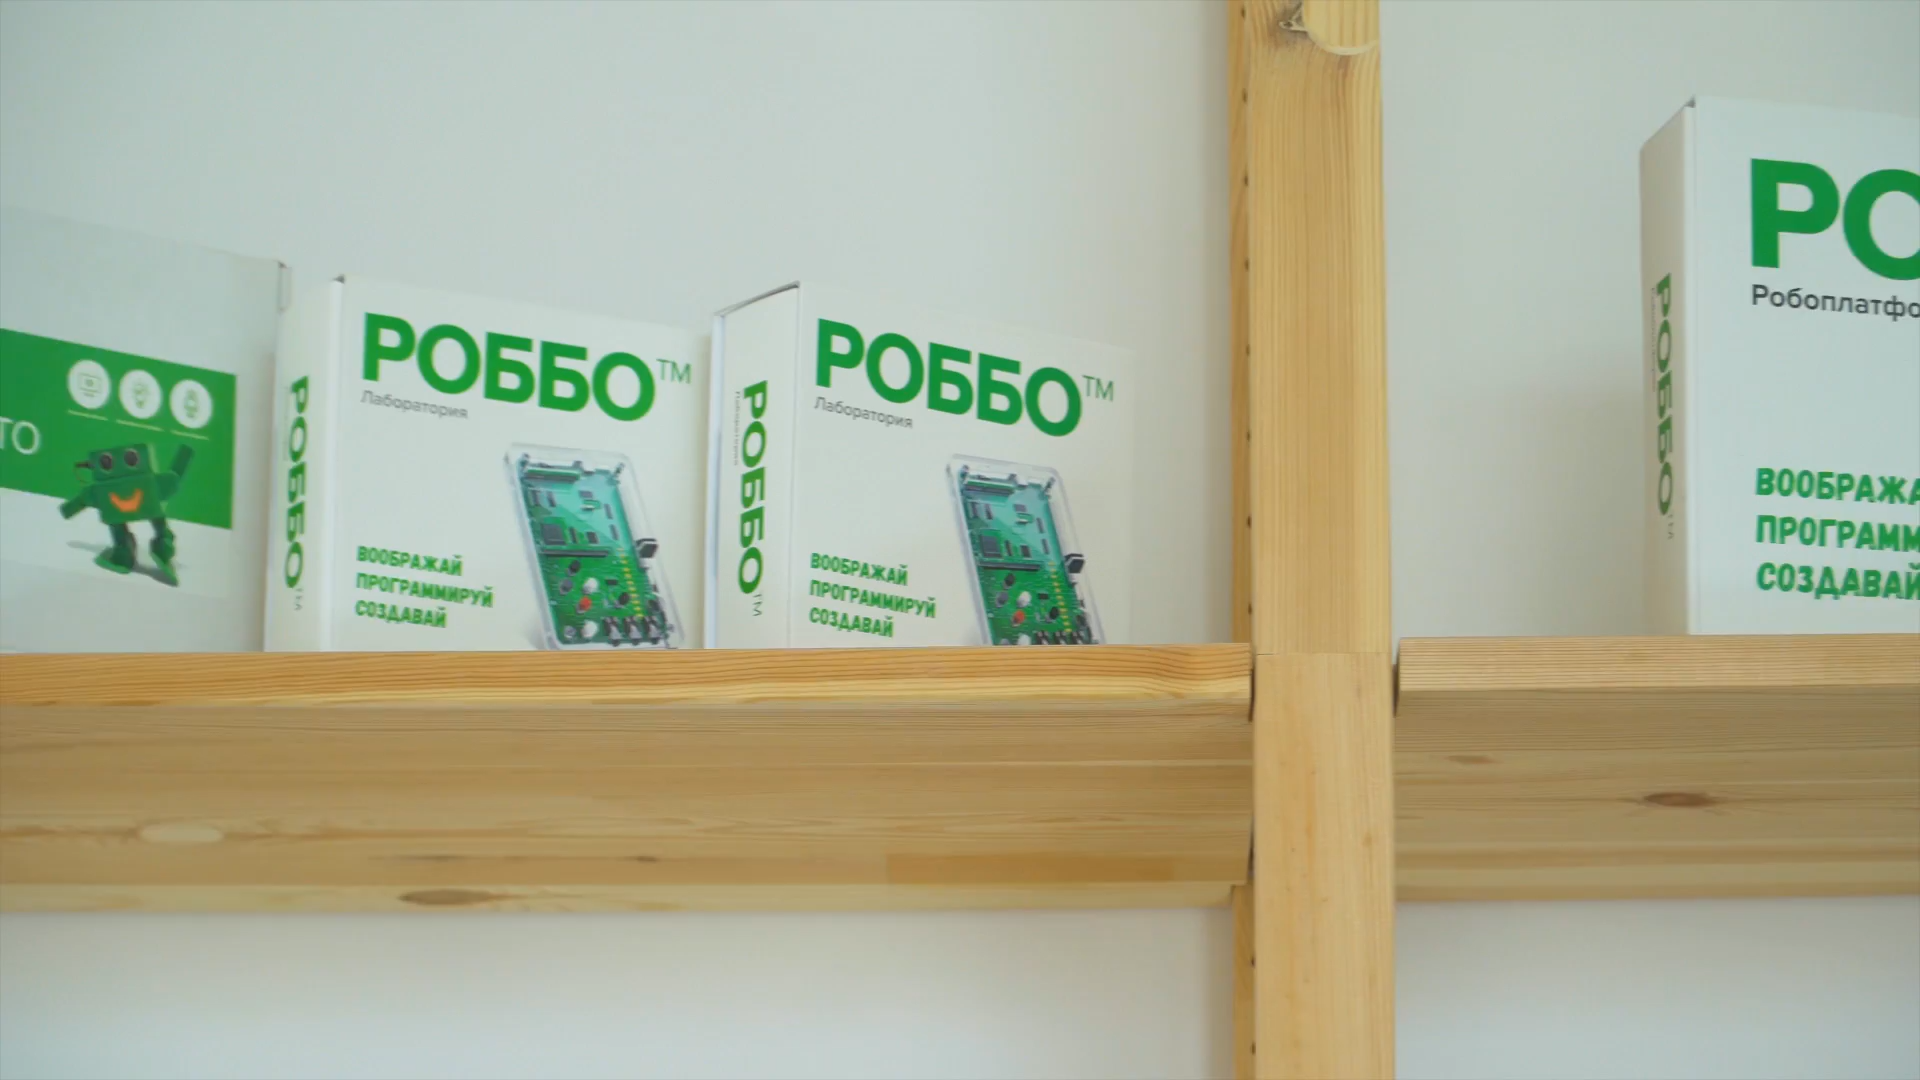 ТО
РОББО
РОББО™
Лаборатория
ВООБРАЖАЙ
ПРОГРАММИРУЙ
СОЗДАВАЙ
РОББО™
РОББО™
Лаборатория
ВООБРАЖАЙ
ПРОГРАММИРУЙ
СОЗДАВАЙ
РОББО™
РО
Робоплатфо
ВООБРАЖА
ПРОГРАММ
СОЗДАВАЙ